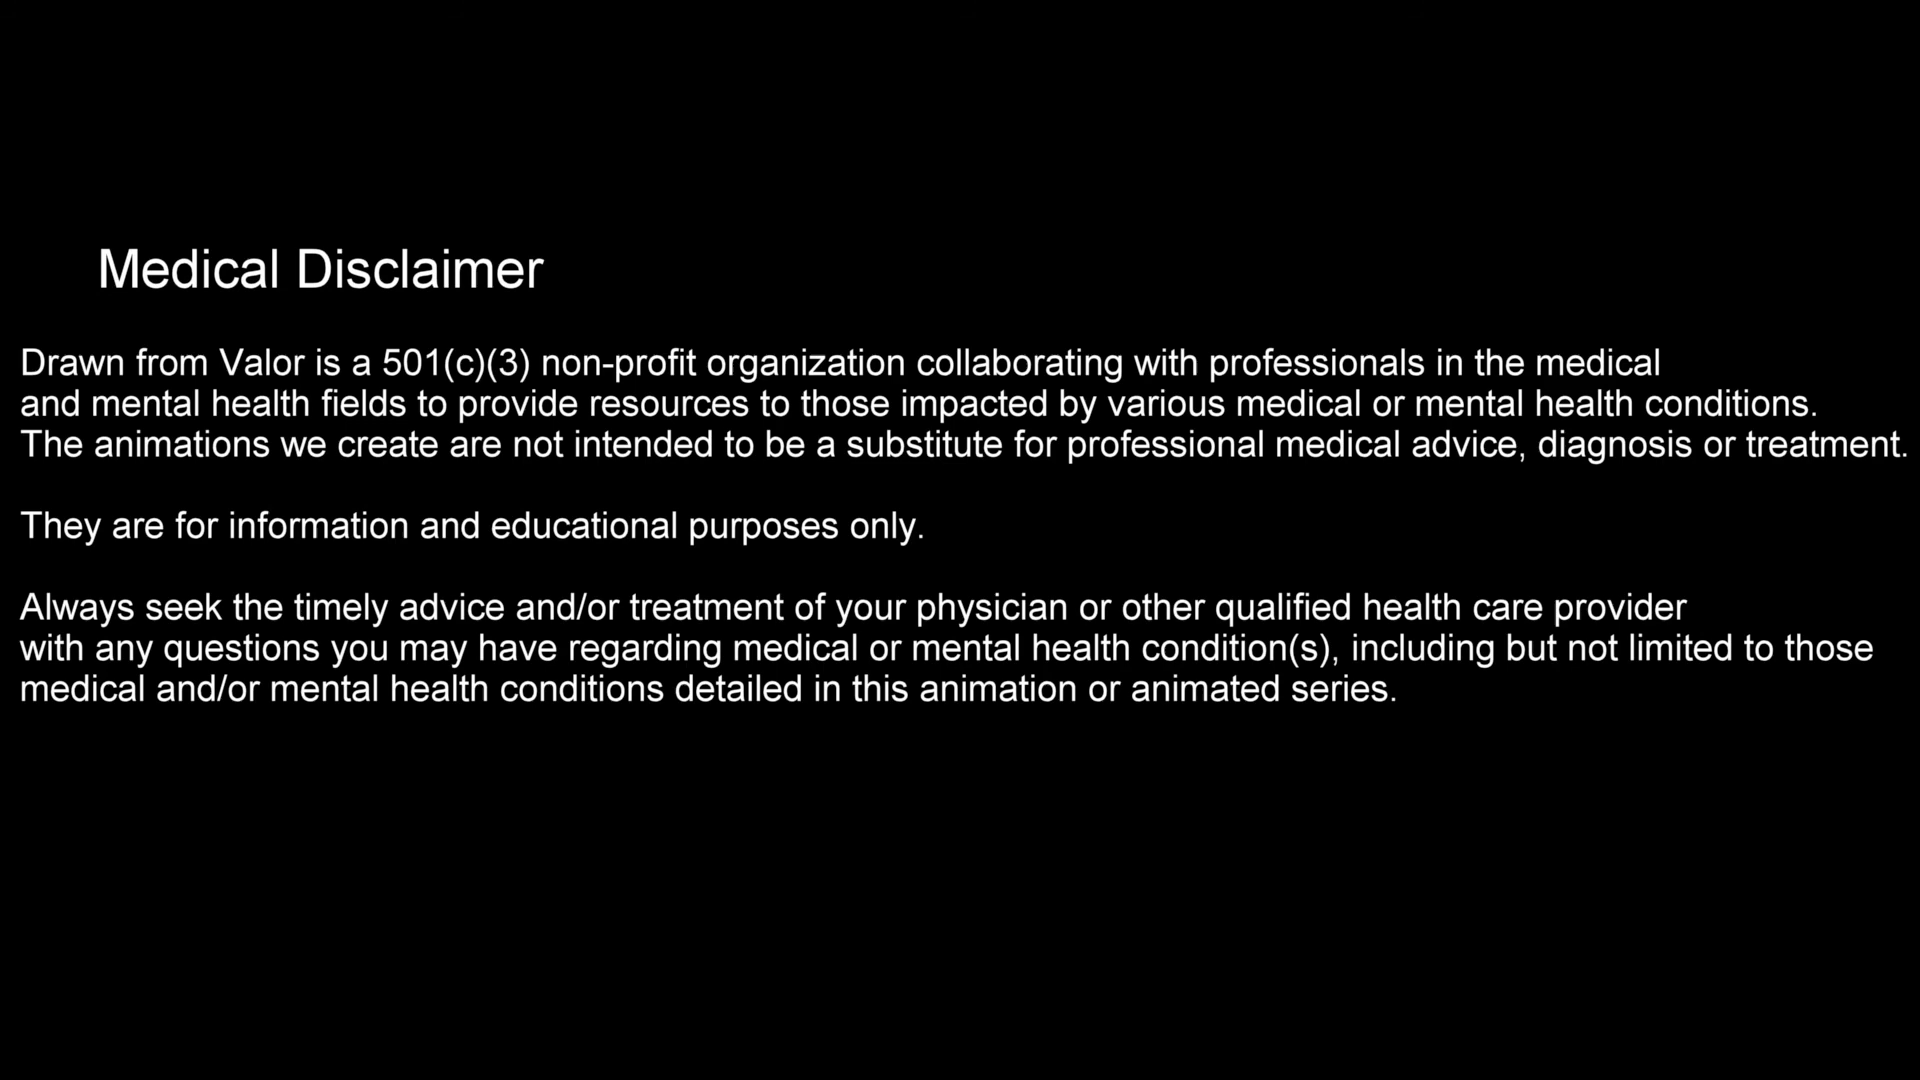 Medical Disclaimer
Drawn from Valor is a 501(c)(3) non-profit organization collaborating with professionals in the medical
and mental health fields to provide resources to those impacted by various medical or mental health conditions.
The animations we create are not intended to be a substitute for professional medical advice, diagnosis or treatment.
They are for information and educational purposes only.
Always seek the timely advice and/or treatment of your physician or other qualified health care provider
with any questions you may have regarding medical or mental health condition(s), including but not limited to those
medical and/or mental health conditions detailed in this animation or animated series.